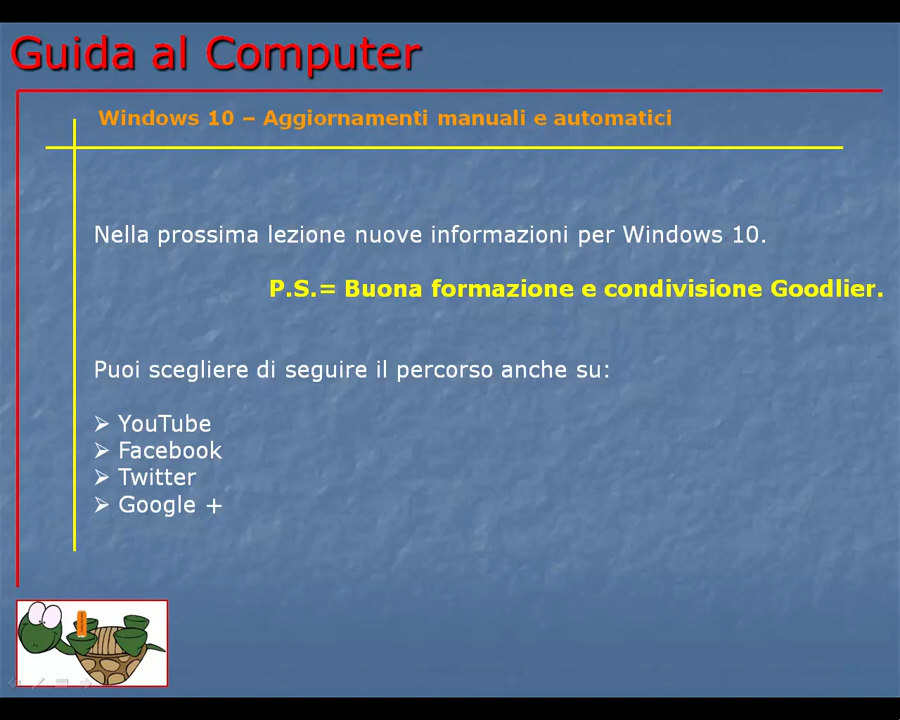 Guida al Computer
Windows 10 – Aggiornamenti manuali e automatici
Nella prossima lezione nuove informazioni per Windows 10.
P.S.= Buona formazione e condivisione Goodlier.
Puoi scegliere di seguire il percorso anche su:
➢ YouTube
➢ Facebook
➢ Twitter
➢ Google +